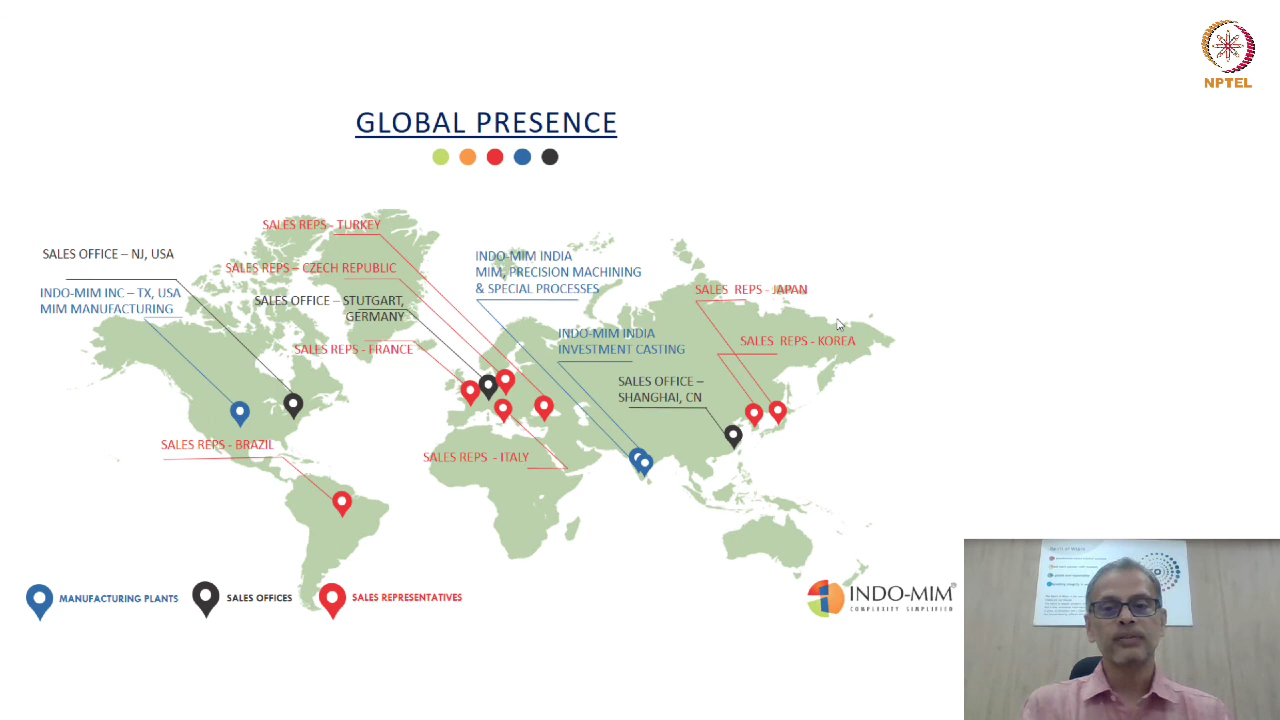 NPTEL
GLOBAL PRESENCE
SALES REPS - TURKEY
SALES OFFICE – NJ, USA
SALES REPS – CZECH REPUBLIC
INDO-MIM INDIA
MIM, PRECISION MACHINING
& SPECIAL PROCESSES
INDO-MIM INC – TX, USA
MIM MANUFACTURING
SALES OFFICE – STUTGART,
GERMANY
SALES REPS - JAPAN
SALES REPS - FRANCE
INDO-MIM INDIA
INVESTMENT CASTING
SALES REPS - KOREA
SALES OFFICE –
SHANGHAI, CN
SALES REPS - BRAZIL
SALES REPS - ITALY
MANUFACTURING PLANTS
SALES OFFICES
SALES REPRESENTATIVES
INDO-MIM®
COMPLEXITY SIMPLIFIED